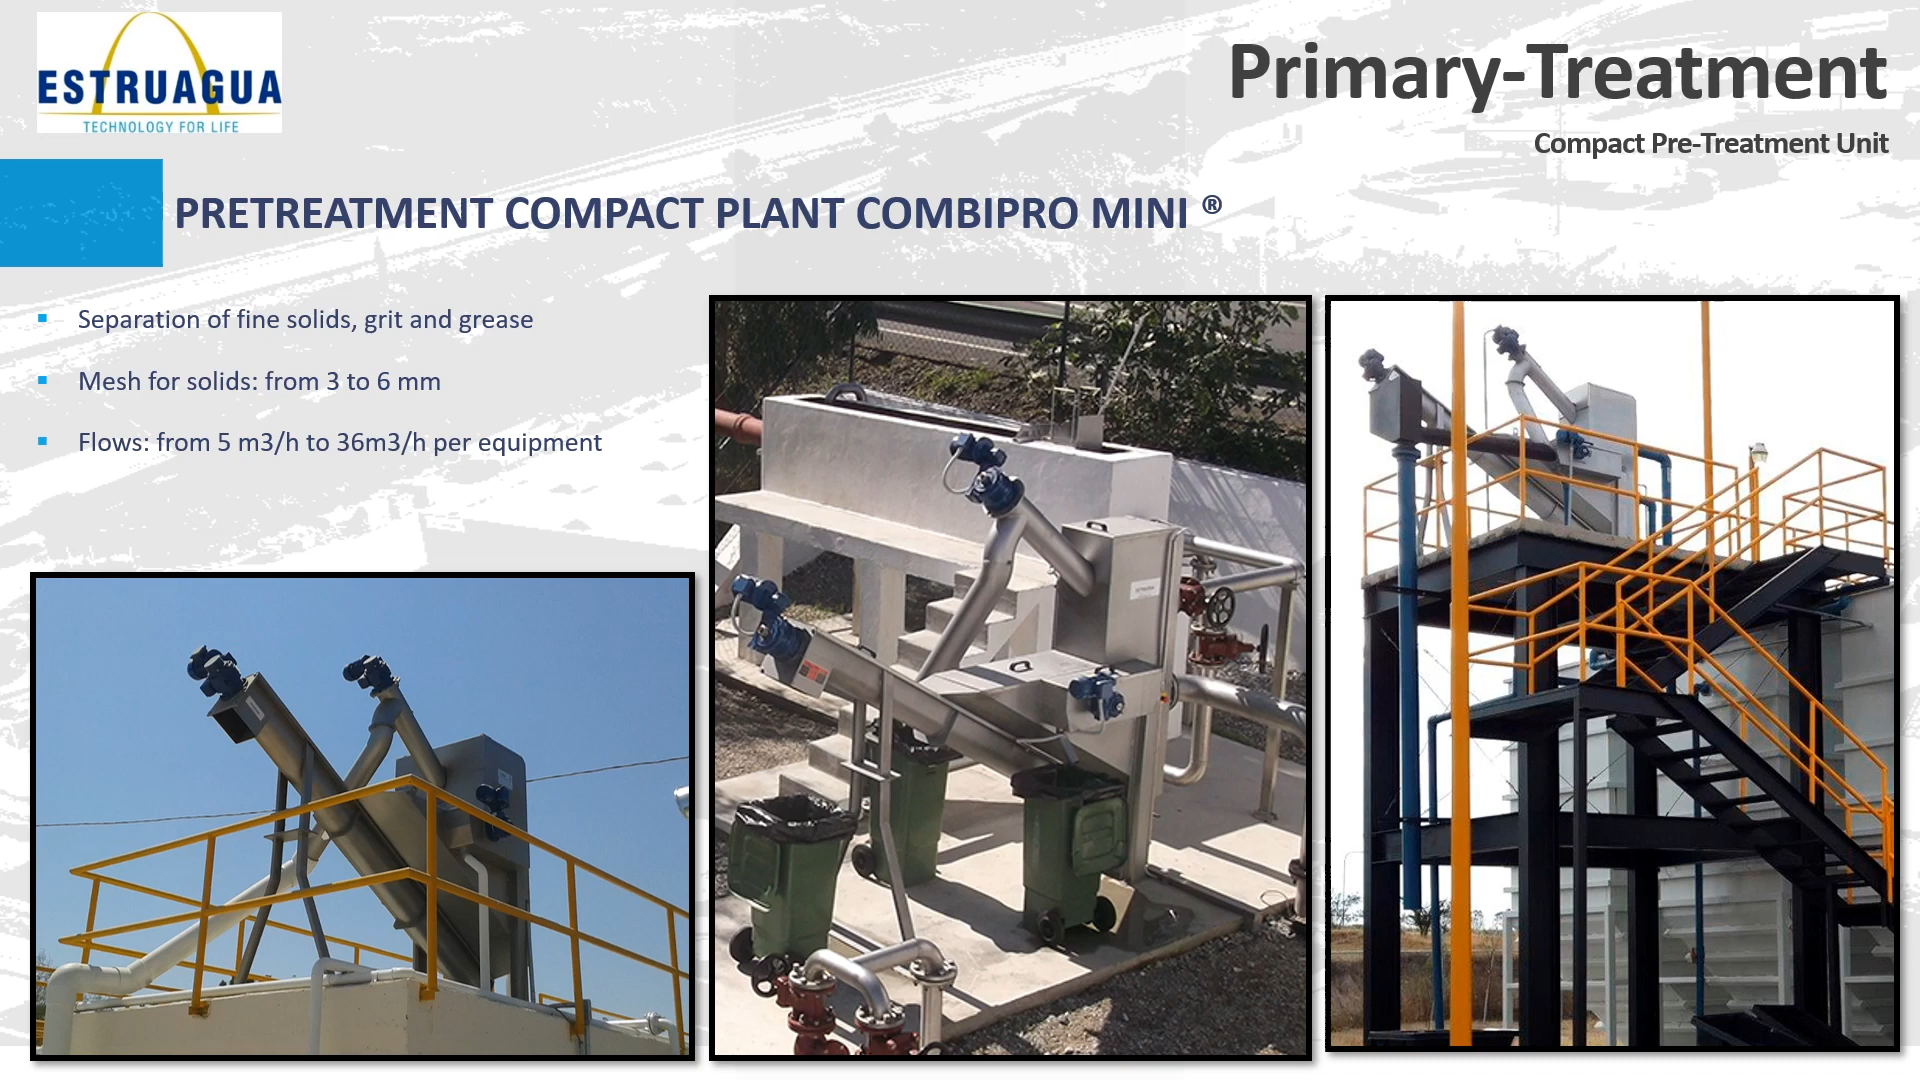 ESTRUAGUA
TECHNOLOGY FOR LIFE
Primary-Treatment
Compact Pre-Treatment Unit
PRETREATMENT COMPACT PLANT COMBIPRO MINI ®
Separation of fine solids, grit and grease
Mesh for solids: from 3 to 6 mm
Flows: from 5 m3/h to 36m3/h per equipment